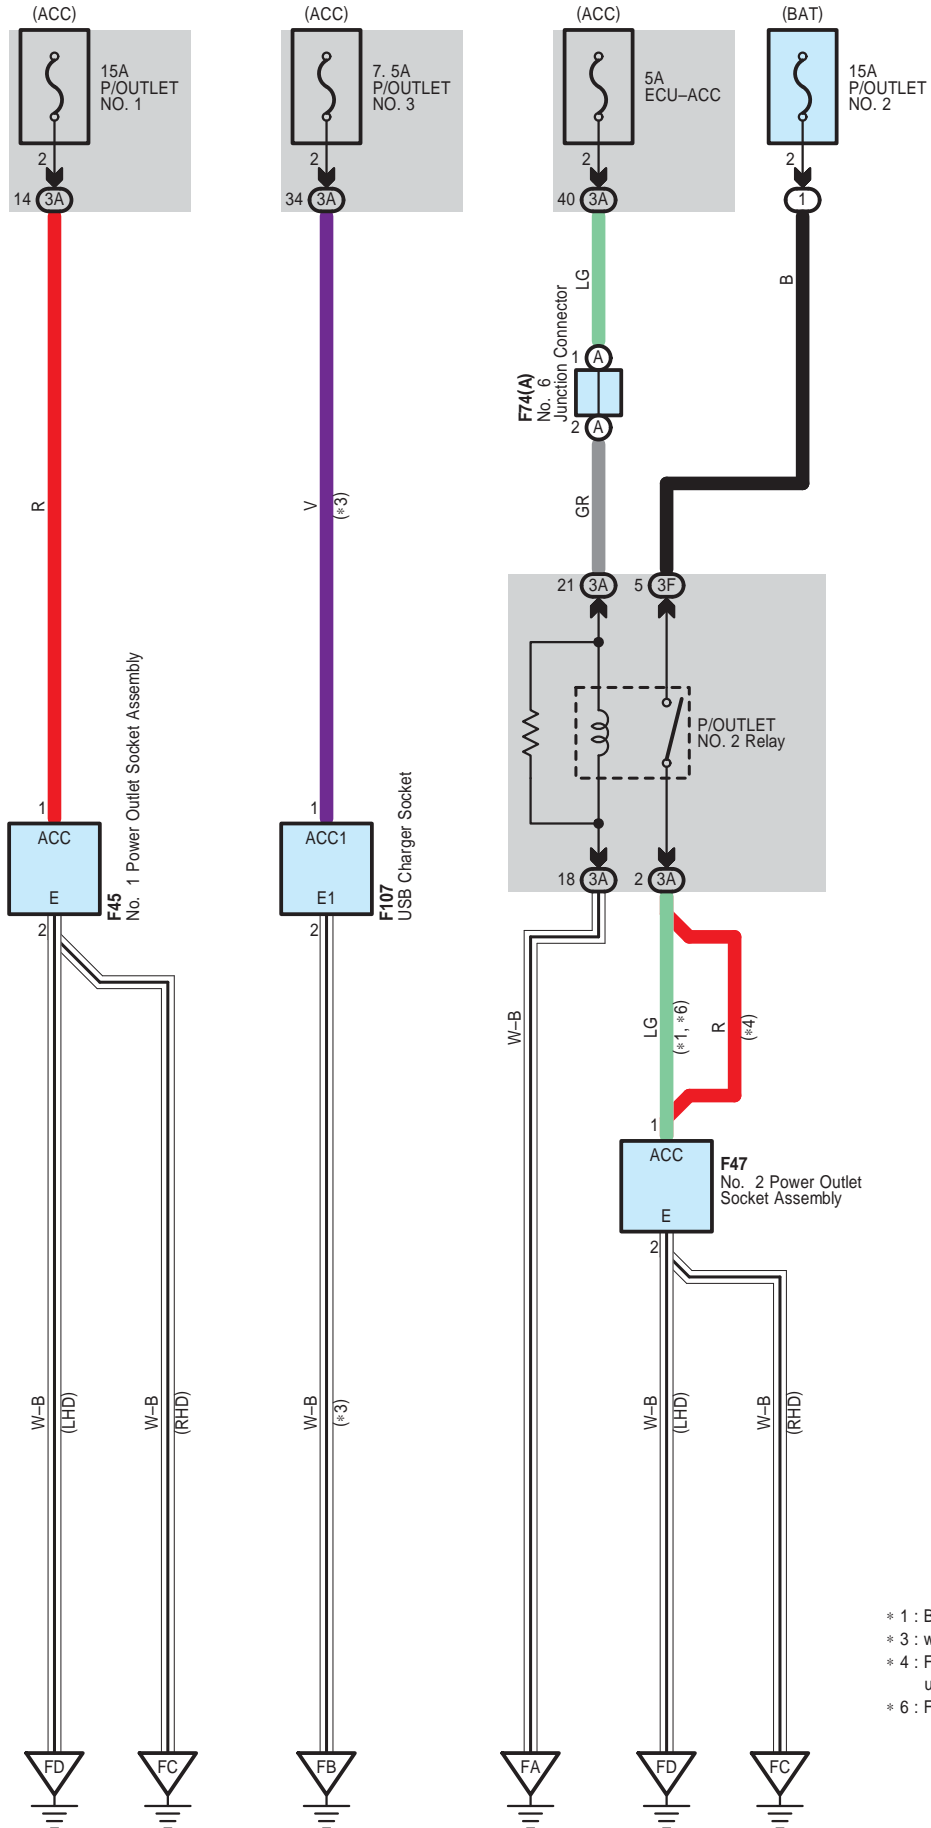 (ACC)
(ACC)
(ACC)
(BAT)
15A
P/OUTLET
NO. 1
7. 5A
P/OUTLET
NO. 3
5A
ECU–ACC
15A
P/OUTLET
NO. 2
2
2
2
2
14 3A
34 3A
40 3A
1
LG
B
1 A
F74(A)
No. 6
Junction Connector
2 A
R
V
(*3)
GR
21 3A
5 3F
P/OUTLET
NO. 2 Relay
1
ACC
E
2
F45
No. 1 Power Outlet Socket Assembly
1
ACC1
E1
2
F107
USB Charger Socket
18 3A
2 3A
W–B
LG
(*1, *6)
R
(*4)
1
ACC
E
2
F47
No. 2 Power Outlet
Socket Assembly
W–B
(LHD)
W–B
(RHD)
W–B
(*3)
W–B
(LHD)
W–B
(RHD)
* 1 :
* 3 :
* 4 :
* 6 :
FD
FC
FB
FA
FD
FC